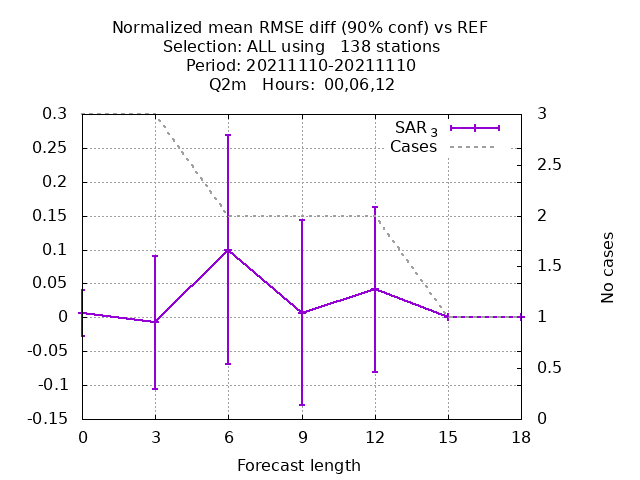 Normalized mean RMSE diff (90% conf) vs REF
Selection: ALL using   138 stations
Period: 20211110-20211110
Q2m   Hours:  00,06,12
SAR 3
Cases
0.3
0.25
0.2
0.15
0.1
0.05
0
-0.05
-0.1
-0.15
3
2.5
2
1.5
1
0.5
0
No cases
0 3 6 9 12 15 18
Forecast length